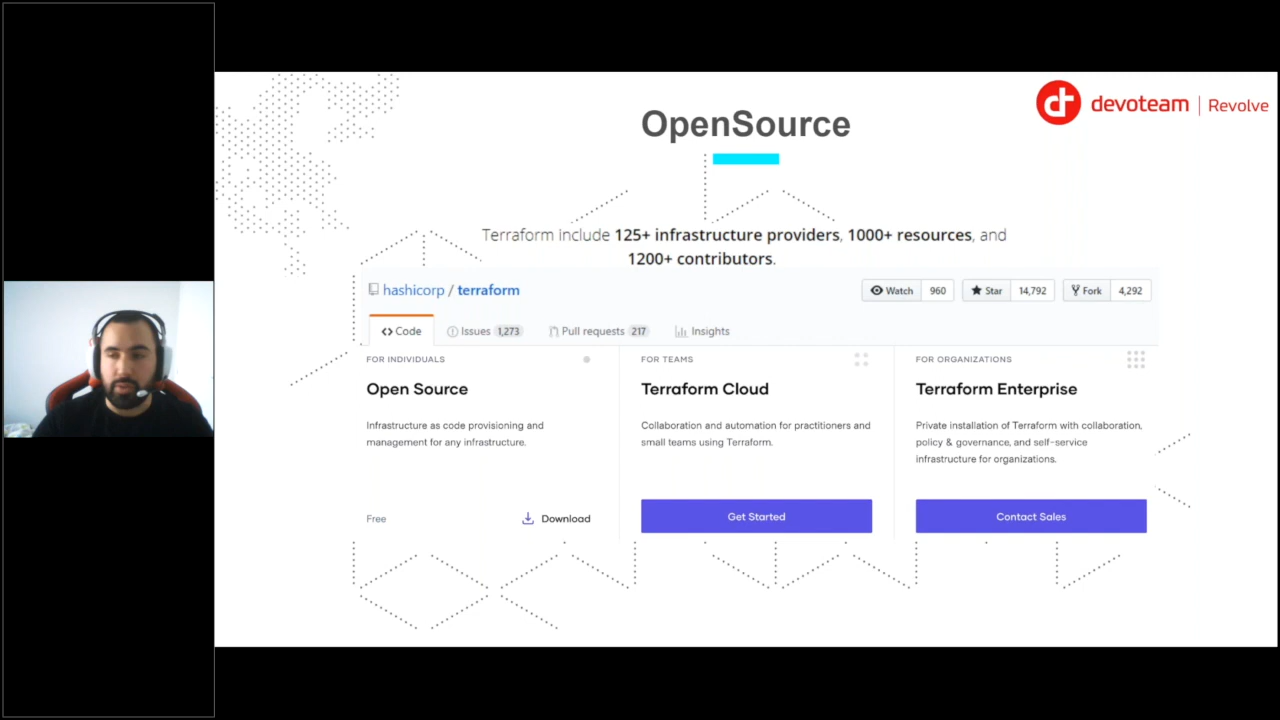 OpenSource
devoteam | Revolve
Terraform include 125+ infrastructure providers, 1000+ resources, and
1200+ contributors.
hashicorp / terraform
Watch 960 Star 14,792 Fork 4,292
Code Issues 1,273 Pull requests 217 Insights
FOR INDIVIDUALS
Open Source
Infrastructure as code provisioning and
management for any infrastructure.
Free Download
FOR TEAMS
Terraform Cloud
Collaboration and automation for practitioners and
small teams using Terraform.
Get Started
FOR ORGANIZATIONS
Terraform Enterprise
Private installation of Terraform with collaboration,
policy & governance, and self-service
infrastructure for organizations.
Contact Sales